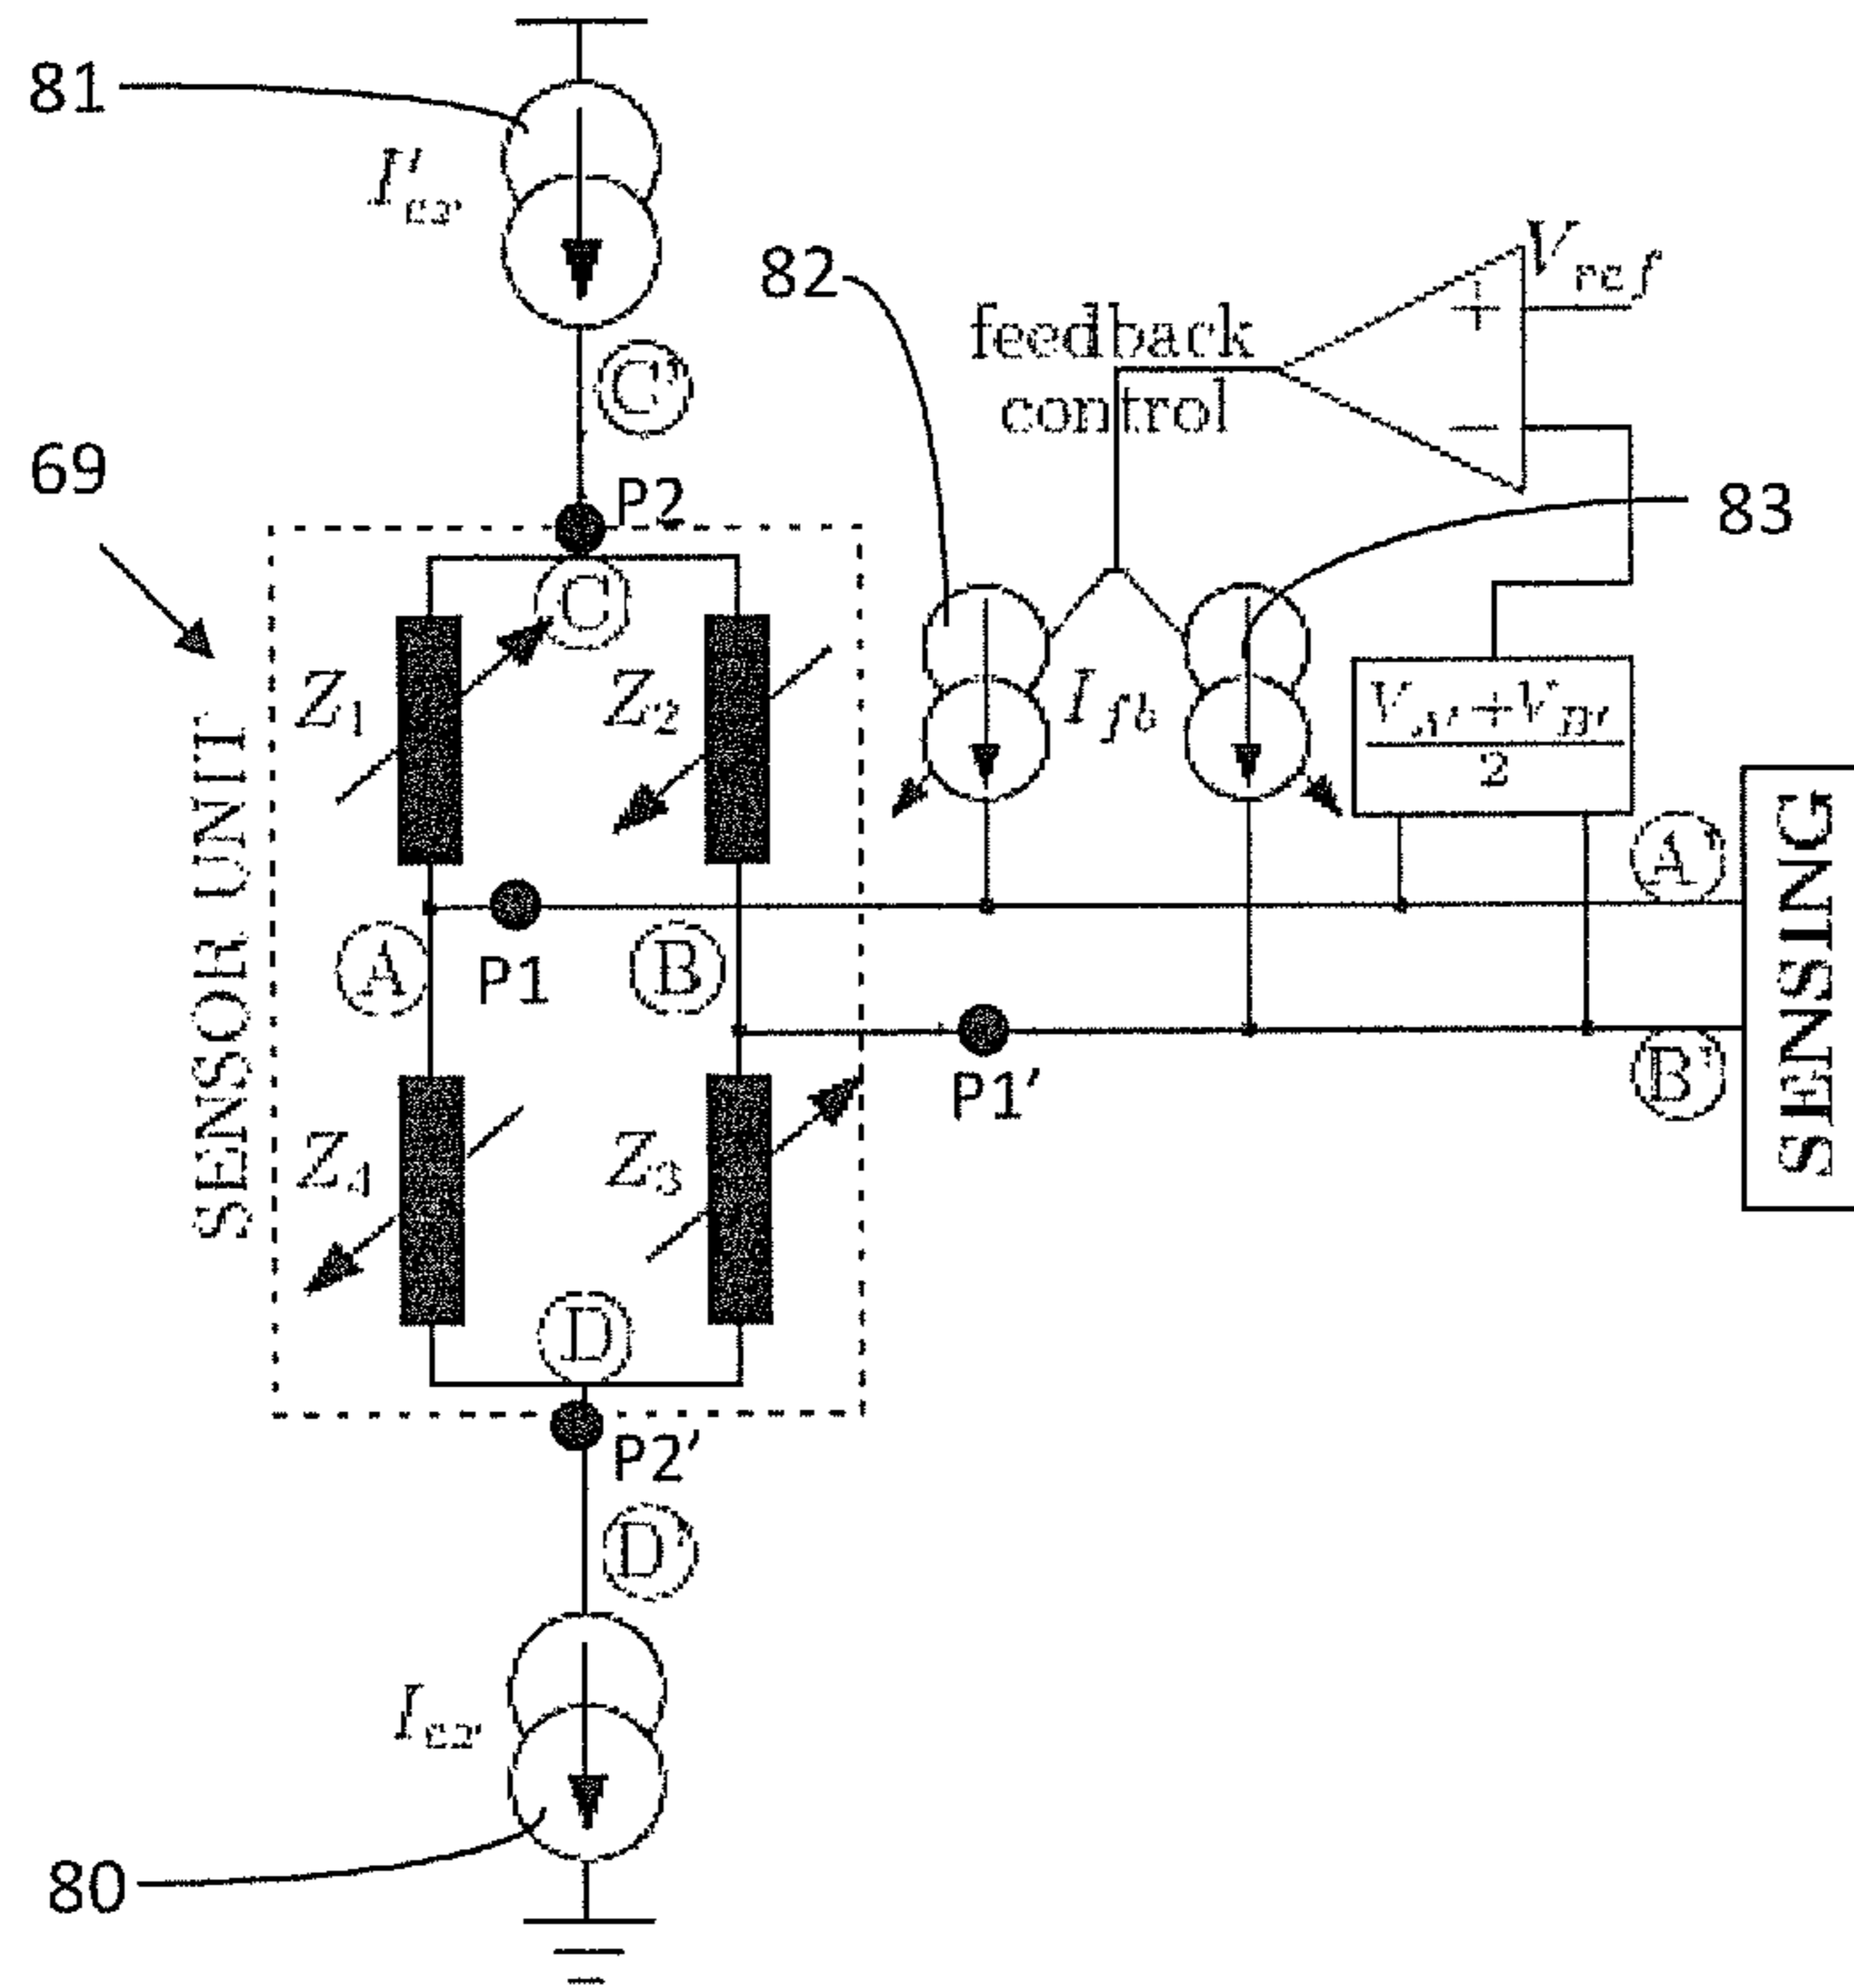 81
I'ex
C'
82
Vref
+
feedback
control
−
69
P2
83
C
Z1
Z2
Ifb
VA'+VB'
2
SENSOR UNIT
A'
SENSING
A
P1
B
P1'
B'
Z4
Z3
D
P2'
D'
Iex
80